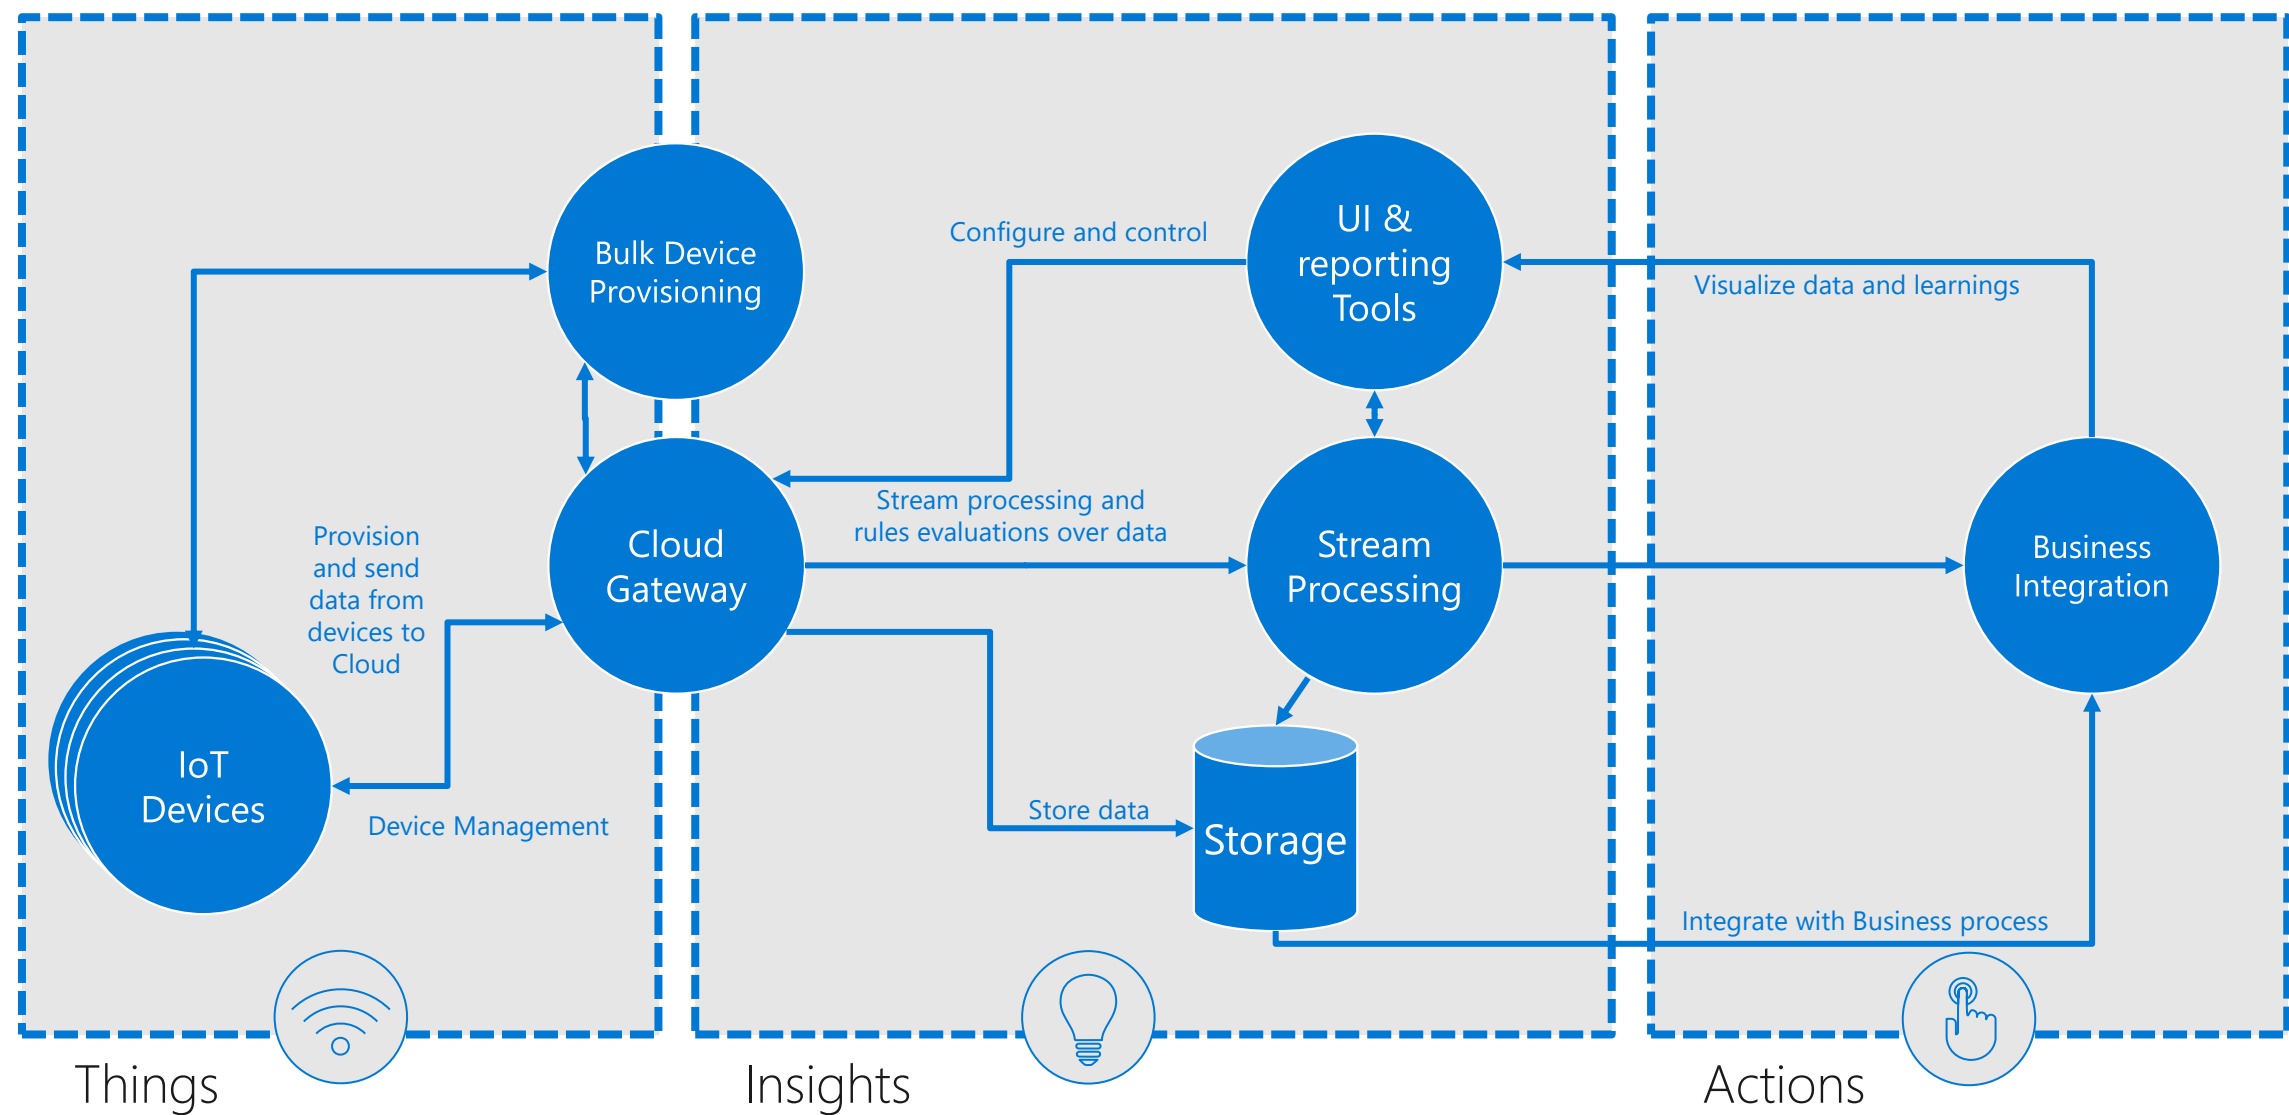 Bulk Device
Provisioning
Configure and control
UI &
reporting
Tools
Visualize data and learnings
Provision
and send
data from
devices to
Cloud
Cloud
Gateway
Stream processing and
rules evaluations over data
Stream
Processing
Business
Integration
IoT
Devices
Device Management
Store data
Storage
Integrate with Business process
Things
Insights
Actions